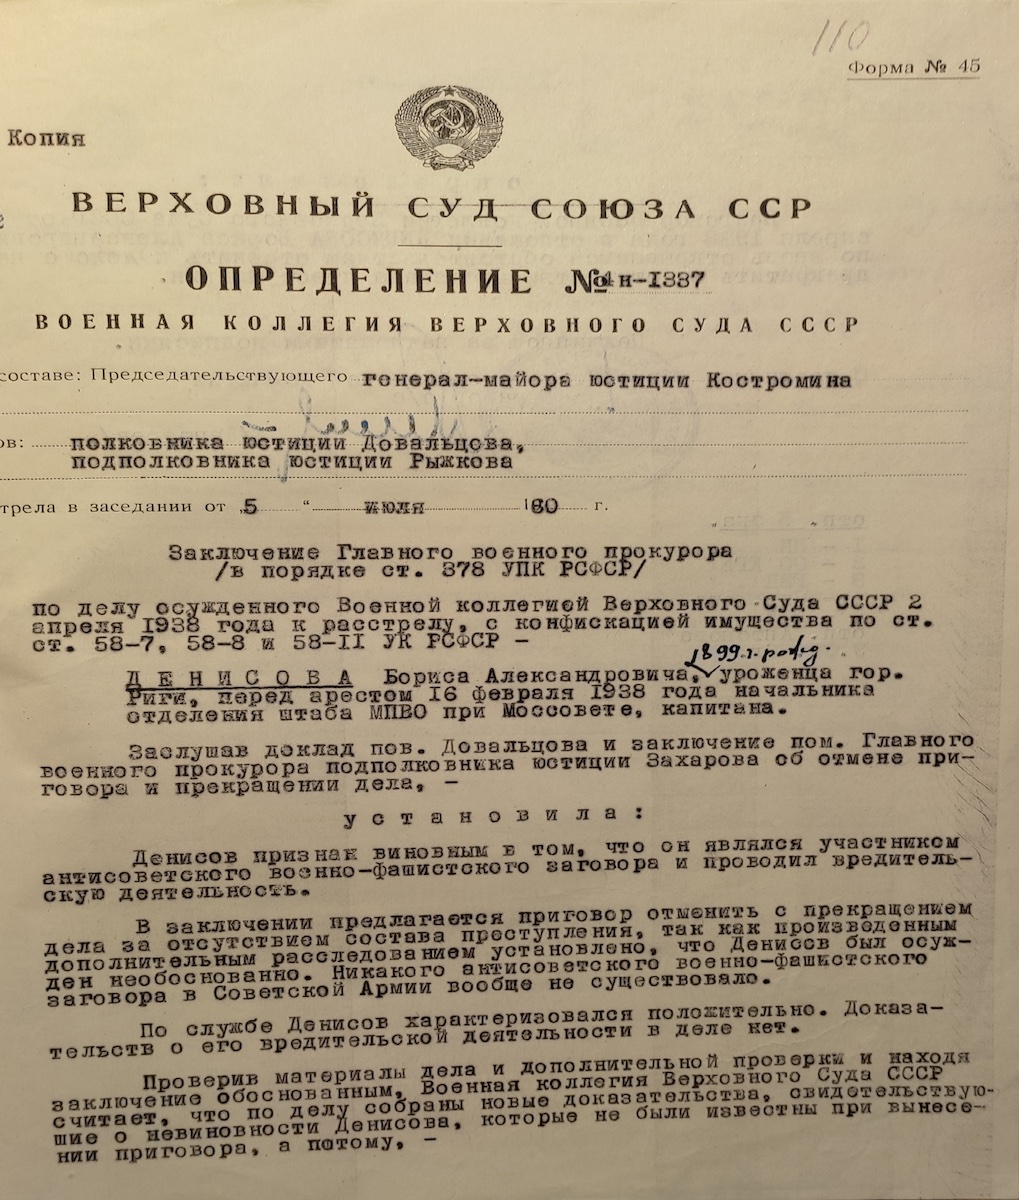 110
Форма № 45
Копия
ВЕРХОВНЫЙ СУД СОЮЗА ССР
ОПРЕДЕЛЕНИЕ №4н-1337
ВОЕННАЯ КОЛЛЕГИЯ ВЕРХОВНОГО СУДА СССР
составе: Председательствующего генерал-майора юстиции Костромина
ов: полковника юстиции Довальцова,
подполковника юстиции Рыжкова
трела в заседании от „5 “ июля 1960 г.
Заключение Главного военного прокурора
/в порядке ст. 378 УПК РСФСР/
по делу осужденного Военной коллегией Верховного Суда СССР 2
апреля 1938 года к расстрелу, с конфискацией имущества по ст.
ст. 58-7, 58-8 и 58-11 УК РСФСР –
1899 г. рожд.
ДЕНИСОВА Бориса Александровича, уроженца гор.
Риги, перед арестом 16 февраля 1938 года начальника
отделения штаба МПВО при Моссовете, капитана.
Заслушав доклад пов. Довальцова и заключение пом. Главного
военного прокурора подполковника юстиции Захарова об отмене при-
говора и прекращении дела, –
установила:
Денисов признан виновным в том, что он являлся участником
антисоветского военно-фашистского заговора и проводил вредитель-
скую деятельность.
В заключении предлагается приговор отменить с прекращением
дела за отсутствием состава преступления, так как произведенным
дополнительным расследованием установлено, что Денисов был осуж-
ден необоснованно. Никакого антисоветского военно-фашистского
заговора в Советской Армии вообще не существовало.
По службе Денисов характеризовался положительно. Доказа-
тельств о его вредительской деятельности в деле нет.
Проверив материалы дела и дополнительной проверки и находя
заключение обоснованным, Военная коллегия Верховного Суда СССР
считает, что по делу собраны новые доказательства, свидетельствую-
щие о невиновности Денисова, которые не были известны при вынесе-
нии приговора, а потому, –